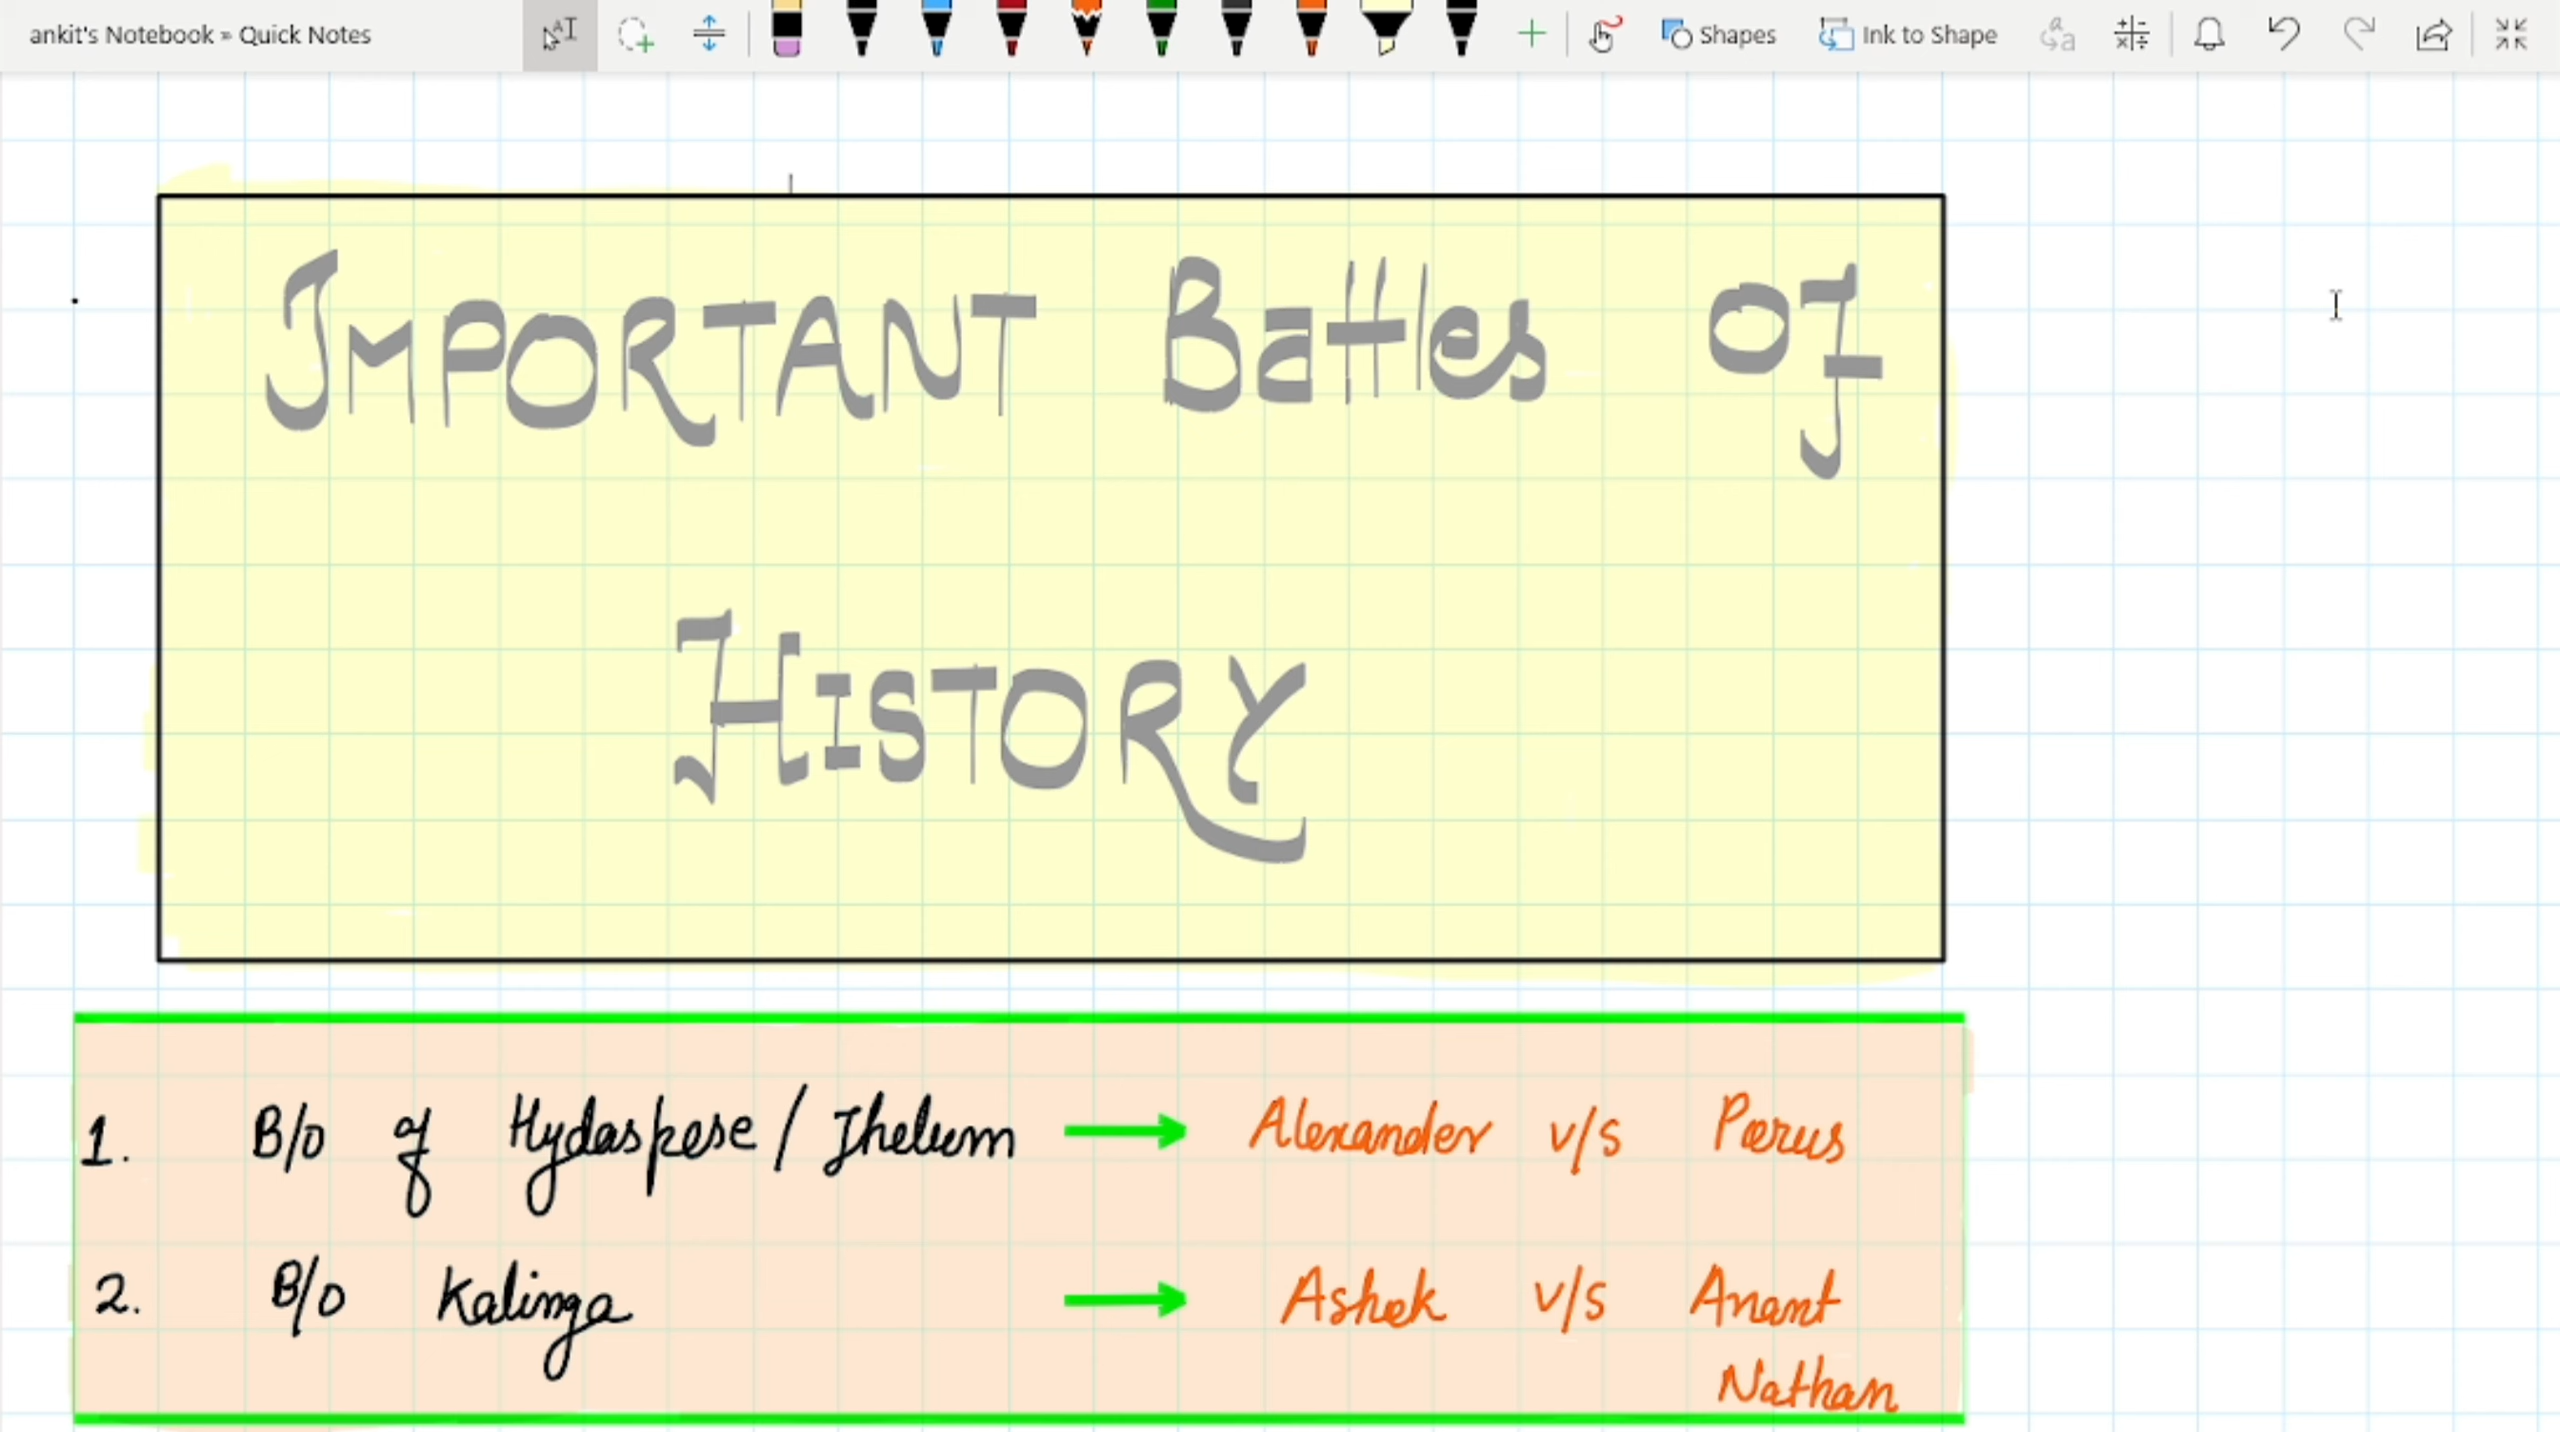 ankit's Notebook » Quick Notes Shapes Ink to Shape
IMPORTANT Battles of
HISTORY
1. B/o of Hydaspese / Jhelum → Alexander v/s Porus
2. B/o Kalinga → Ashok v/s Anant
Nathan